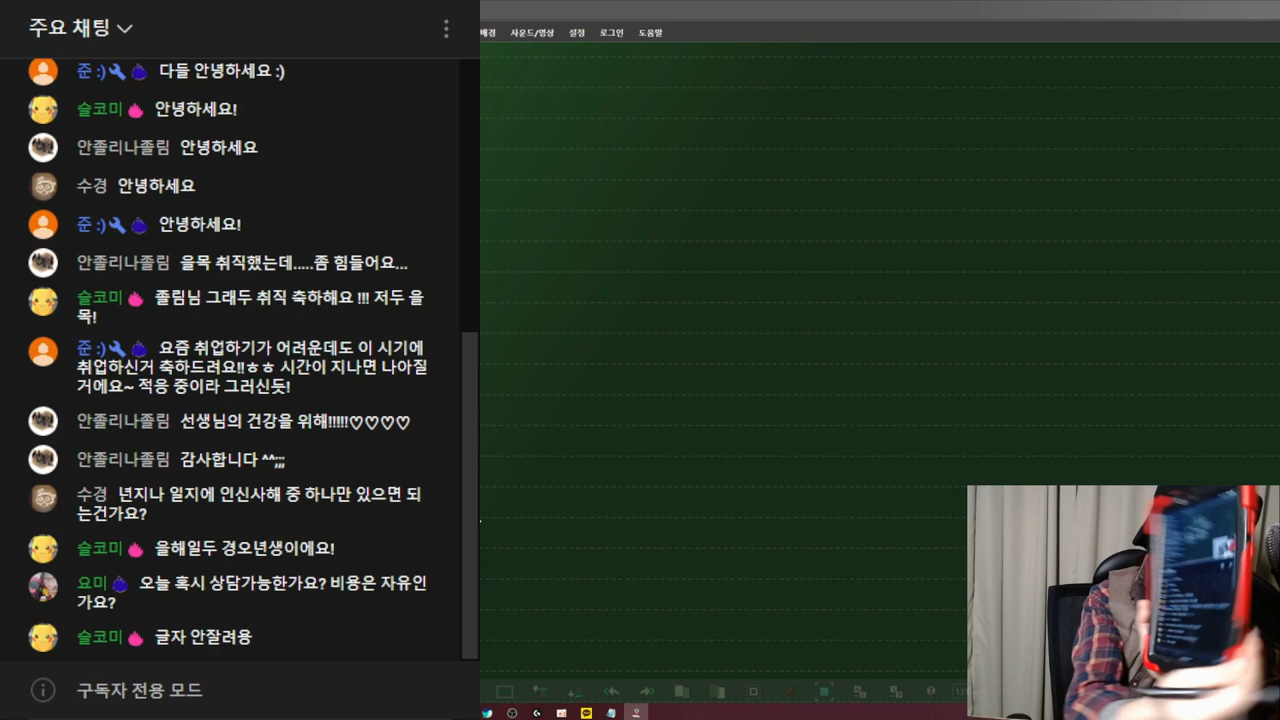 주요 채팅
배경 사운드/영상 설정 로그인 도움말
준 :) 다들 안녕하세요 :)
슬코미 안녕하세요!
안졸리나졸림 안녕하세요
수경 안녕하세요
준 :) 안녕하세요!
안졸리나졸림 을목 취직했는데.....좀 힘들어요...
슬코미 졸림님 그래두 취직 축하해요 !!! 저두 을
목!
준 :) 요즘 취업하기가 어려운데도 이 시기에
취업하신거 축하드려요!!ㅎㅎ 시간이 지나면 나아질
거에요~ 적응 중이라 그러신듯!
안졸리나졸림 선생님의 건강을 위해!!!!!♡♡♡♡
안졸리나졸림 감사합니다 ^^;;;
수경 년지나 일지에 인신사해 중 하나만 있으면 되
는건가요?
슬코미 을해일두 경오년생이에요!
요미 오늘 혹시 상담가능한가요? 비용은 자유인
가요?
슬코미 글자 안잘려용
구독자 전용 모드